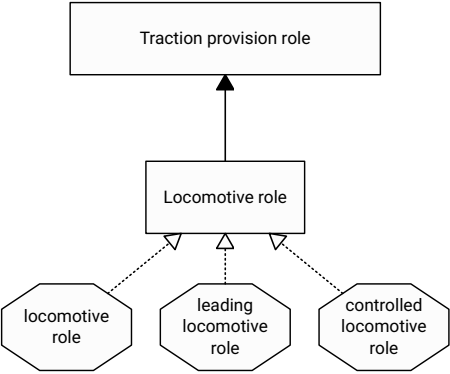 Traction provision role
Locomotive role
locomotive
role
leading
locomotive
role
controlled
locomotive
role